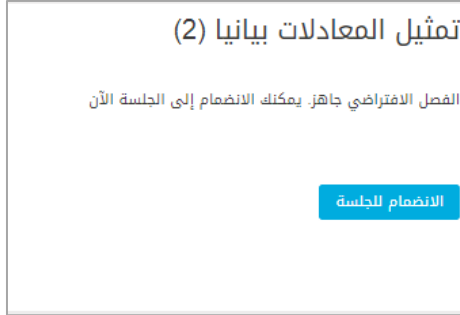 تمثيل المعادلات بيانيا (2)
الفصل الافتراضي جاهز. يمكنك الانضمام إلى الجلسة الآن
الانضمام للجلسة